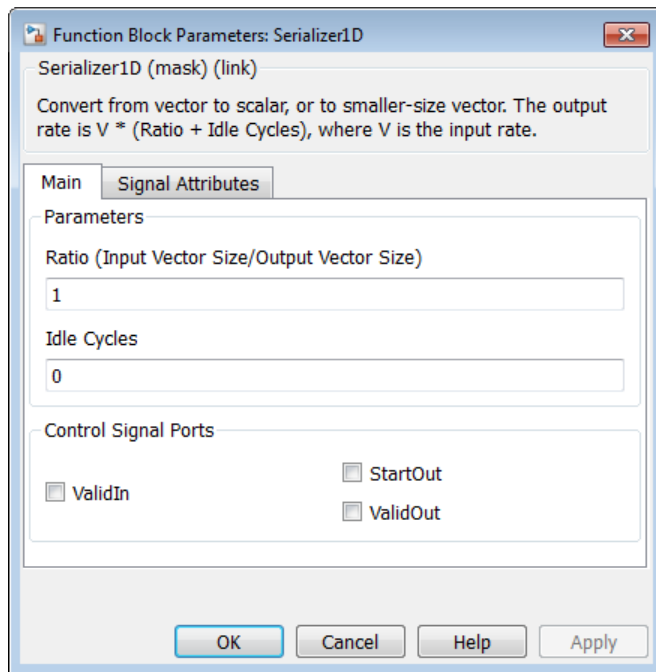 Function Block Parameters: Serializer1D
Serializer1D (mask) (link)
Convert from vector to scalar, or to smaller-size vector. The output
rate is V * (Ratio + Idle Cycles), where V is the input rate.
Main
Signal Attributes
Parameters
Ratio (Input Vector Size/Output Vector Size)
1
Idle Cycles
0
Control Signal Ports
StartOut
ValidIn
ValidOut
OK
Cancel
Help
Apply